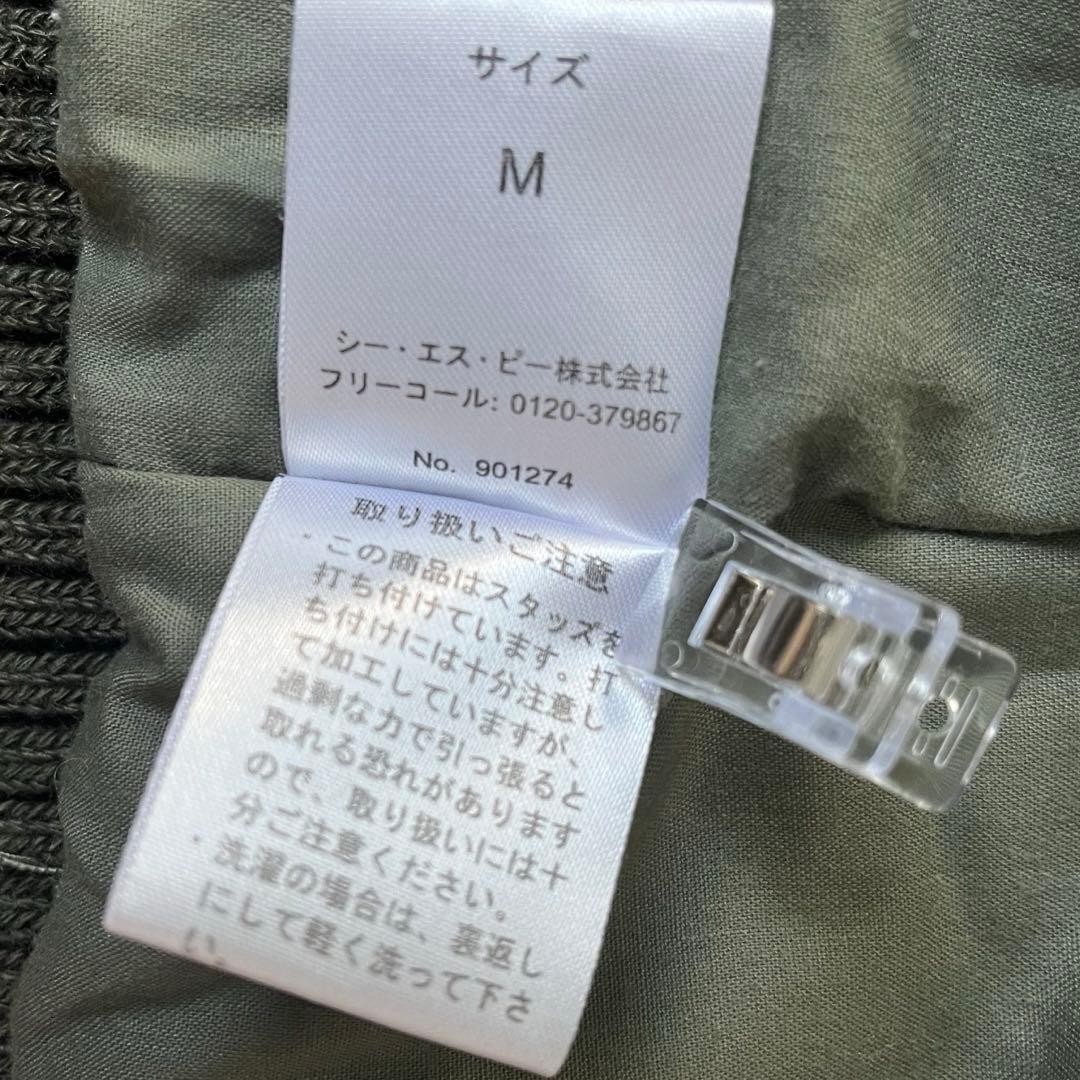 サイズ
M
シー・エス・ピー株式会社
フリーコール: 0120-379867
No. 901274
取り扱いご注意
・この商品はスタッズを
打ち付けています。打
ち付けには十分注意し
て加工していますが、
過剰な力で引っ張ると
取れる恐れがあります
ので、取り扱いには十
分ご注意ください。
・洗濯の場合は、裏返し
にして軽く洗って下さ
い。